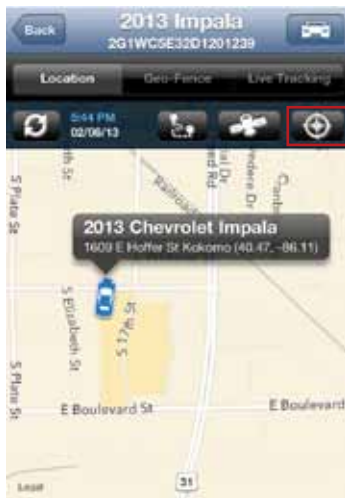 Back
2013 Impala
2G1WC5E32D1201239
Location
Geo-Fence
Live Tracking
5:44 PM
02/06/13
S Plate St
Railroad
2013 Chevrolet Impala
1609 E Hoffer St Kokomo (40.47, -86.11)
S Elizabeth St
S 17th St
S Plate St
E Boulevard St
E Boulevard
Legal
31